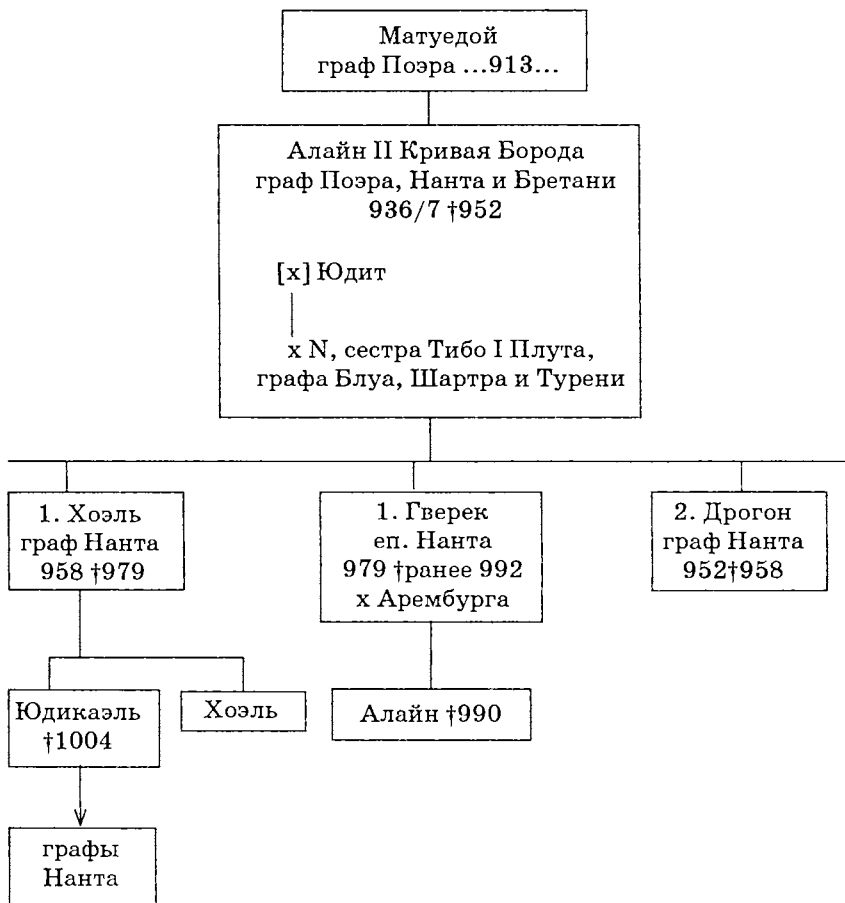 Матуедой
граф Поэра ...913...
Алайн II Кривая Борода
граф Поэра, Нанта и Бретани
936/7 †952
[x] Юдит
x N, сестра Тибо I Плута,
графа Блуа, Шартра и Турени
1. Хоэль
граф Нанта
958 †979
1. Гверек
еп. Нанта
979 †ранее 992
x Арембурга
2. Дрогон
граф Нанта
952†958
Юдикаэль
†1004
Хоэль
Алайн †990
графы
Нанта